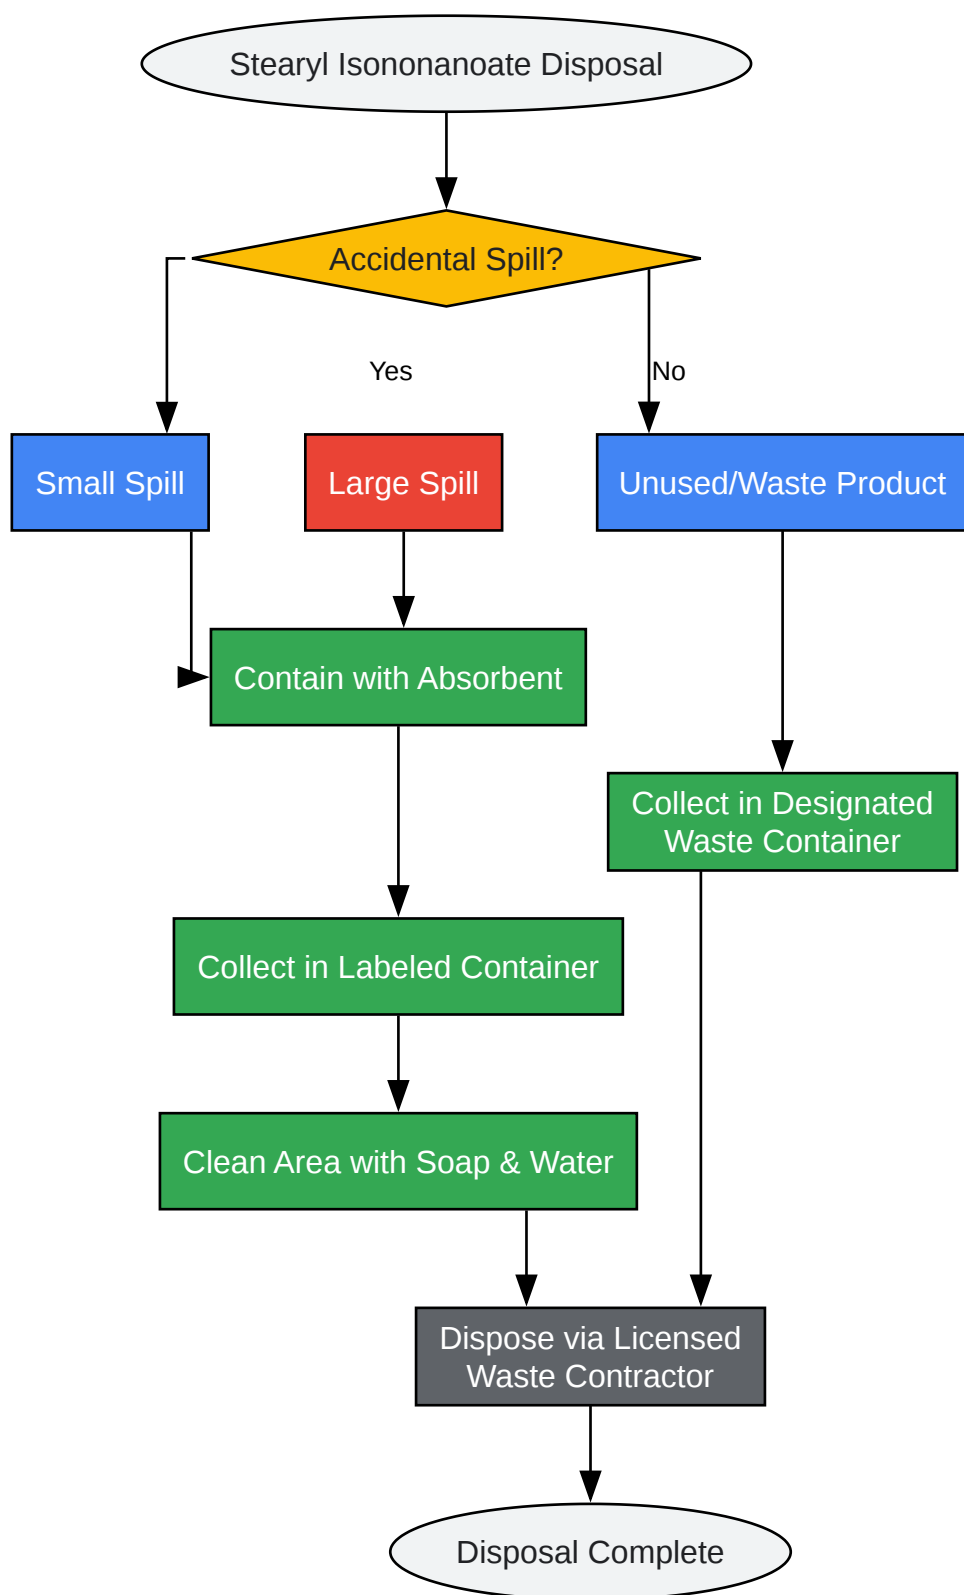 Stearyl Isononanoate Disposal
Accidental Spill?
Yes
No
Small Spill
Large Spill
Unused/Waste Product
Contain with Absorbent
Collect in Designated
Waste Container
Collect in Labeled Container
Clean Area with Soap & Water
Dispose via Licensed
Waste Contractor
Disposal Complete